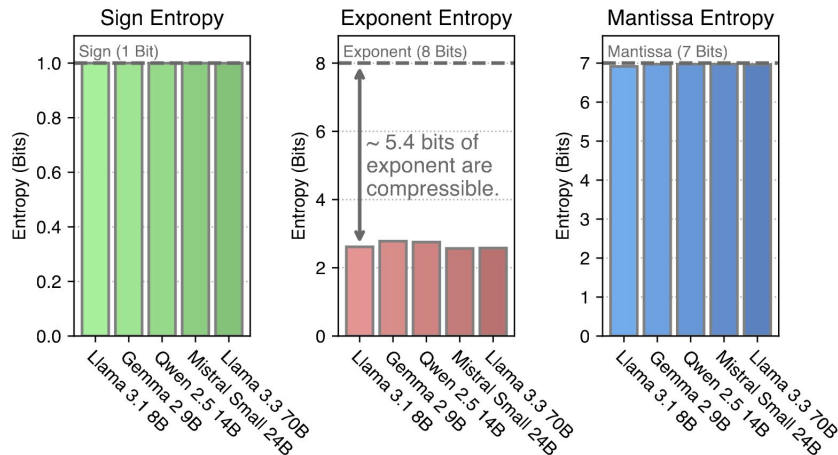 Sign Entropy
Entropy (Bits)
Sign (1 Bit)
1.0
0.8
0.6
0.4
0.2
0.0
Llama 3.1 8B
Gemma 2 9B
Qwen 2.5 14B
Mistral Small 24B
Llama 3.3 70B
Exponent Entropy
Entropy (Bits)
Exponent (8 Bits)
8
6
4
2
0
~ 5.4 bits of
exponent are
compressible.
Llama 3.1 8B
Gemma 2 9B
Qwen 2.5 14B
Mistral Small 24B
Llama 3.3 70B
Mantissa Entropy
Entropy (Bits)
Mantissa (7 Bits)
7
6
5
4
3
2
1
0
Llama 3.1 8B
Gemma 2 9B
Qwen 2.5 14B
Mistral Small 24B
Llama 3.3 70B